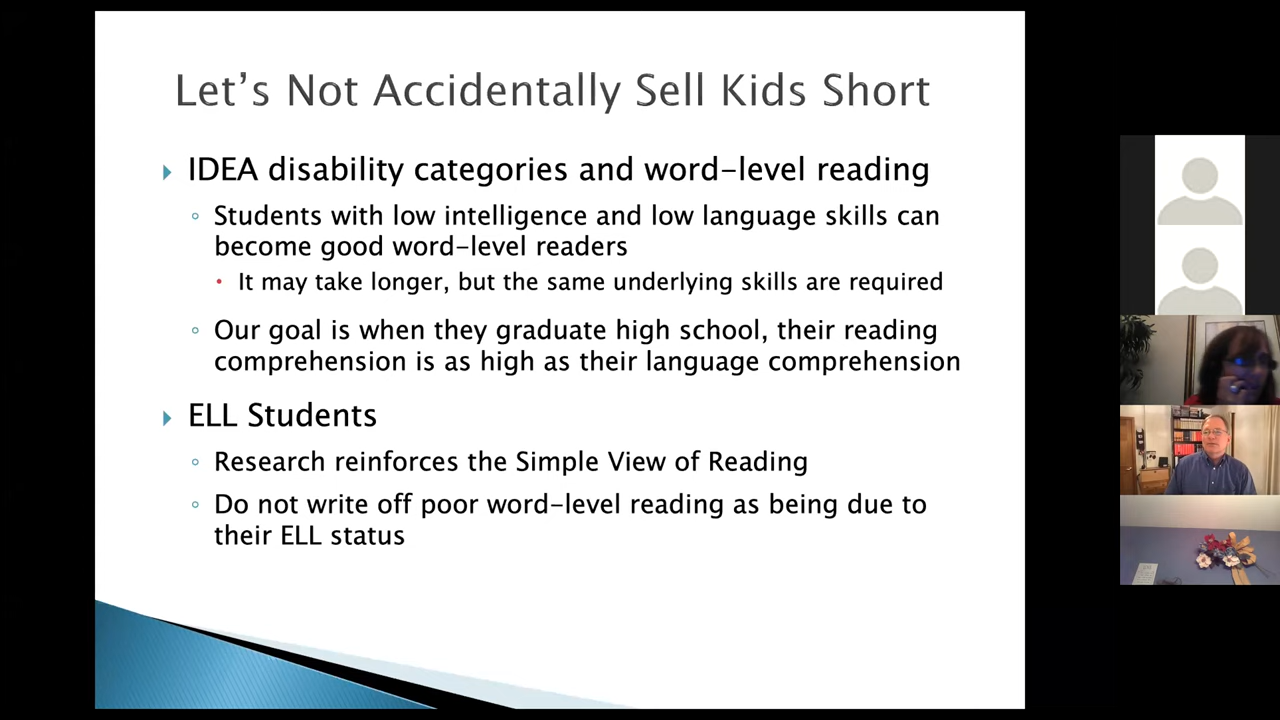 Let's Not Accidentally Sell Kids Short
IDEA disability categories and word-level reading
Students with low intelligence and low language skills can
become good word-level readers
It may take longer, but the same underlying skills are required
Our goal is when they graduate high school, their reading
comprehension is as high as their language comprehension
ELL Students
Research reinforces the Simple View of Reading
Do not write off poor word-level reading as being due to
their ELL status